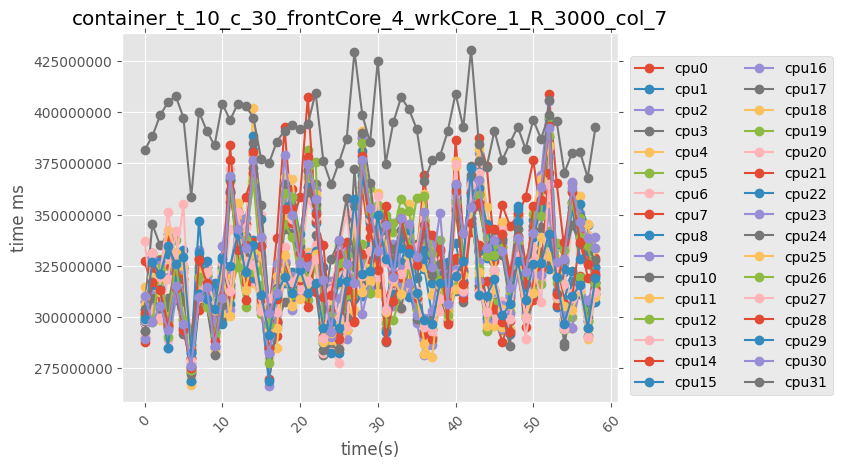 container_t_10_c_30_frontCore_4_wrkCore_1_R_3000_col_7
time ms
425000000
400000000
375000000
350000000
325000000
300000000
275000000
0 10 20 30 40 50 60
time(s)
cpu0
cpu1
cpu2
cpu3
cpu4
cpu5
cpu6
cpu7
cpu8
cpu9
cpu10
cpu11
cpu12
cpu13
cpu14
cpu15
cpu16
cpu17
cpu18
cpu19
cpu20
cpu21
cpu22
cpu23
cpu24
cpu25
cpu26
cpu27
cpu28
cpu29
cpu30
cpu31